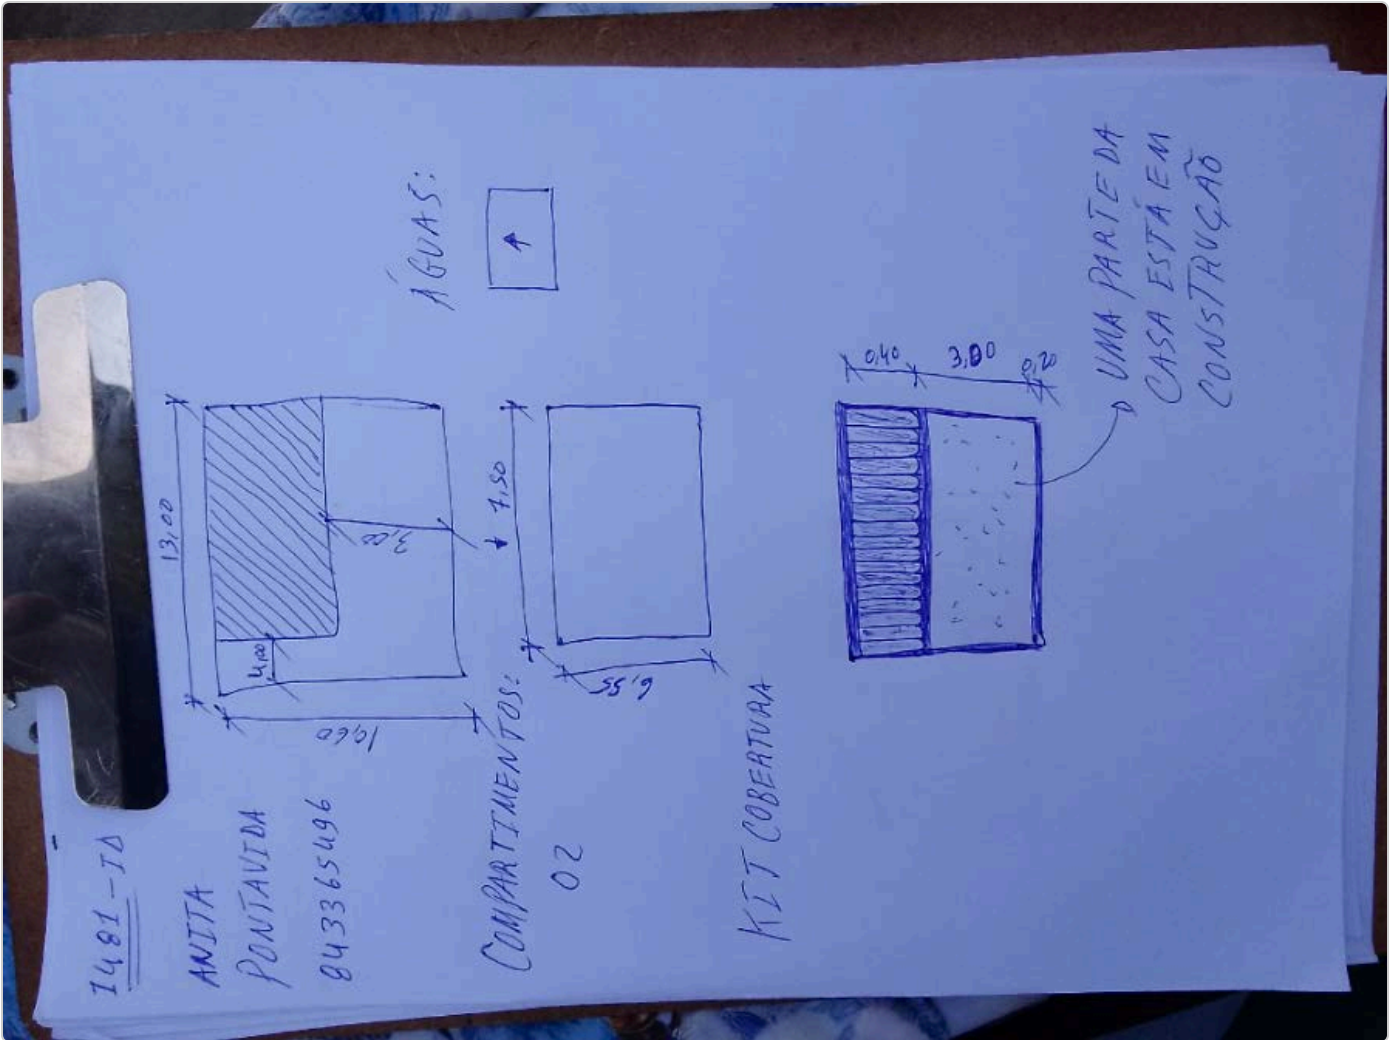 1481-ID
ANITA
PONTAVIDA
843365496
13,00
4,00
3,00
10,60
COMPARTIMENTOS:
02
7,50
6,55
ÁGUAS:
KIT COBERTURA
0,40
3,00
0,20
UMA PARTE DA
CASA ESTÁ EM
CONSTRUÇÃO